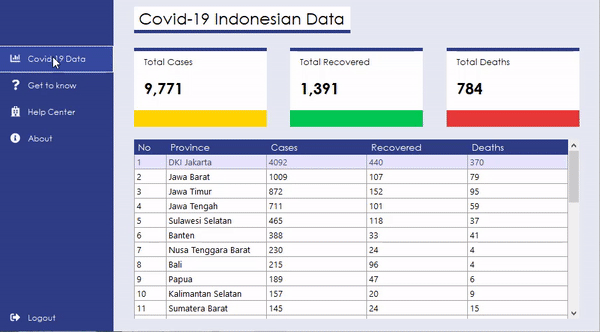 Covid-19 Data
Get to know
Help Center
About
Logout
Covid-19 Indonesian Data
Total Cases
9,771
Total Recovered
1,391
Total Deaths
784
No Province Cases Recovered Deaths
1 DKI Jakarta 4092 440 370
2 Jawa Barat 1009 107 79
3 Jawa Timur 872 152 95
4 Jawa Tengah 711 101 59
5 Sulawesi Selatan 465 118 37
6 Banten 388 33 41
7 Nusa Tenggara Barat 230 24 4
8 Bali 215 96 4
9 Papua 189 47 6
10 Kalimantan Selatan 157 20 9
11 Sumatera Barat 145 24 15